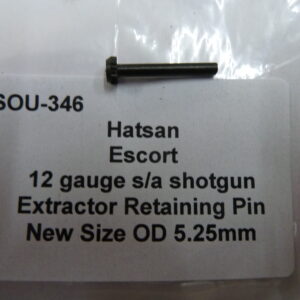 SOU-346
Hatsan
Escort
12 gauge s/a shotgun
Extractor Retaining Pin
New Size OD 5.25mm